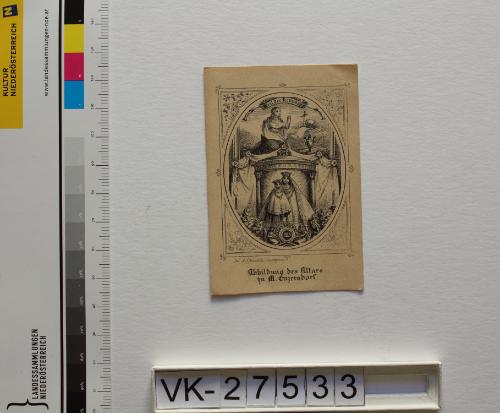 KULTUR
NIEDERÖSTERREICH
N
www.landessammlungen-noe.at
LANDESSAMMLUNGEN
NIEDERÖSTERREICH
Abbildung des Altars
zu M. Enzersdorf
VK-27533